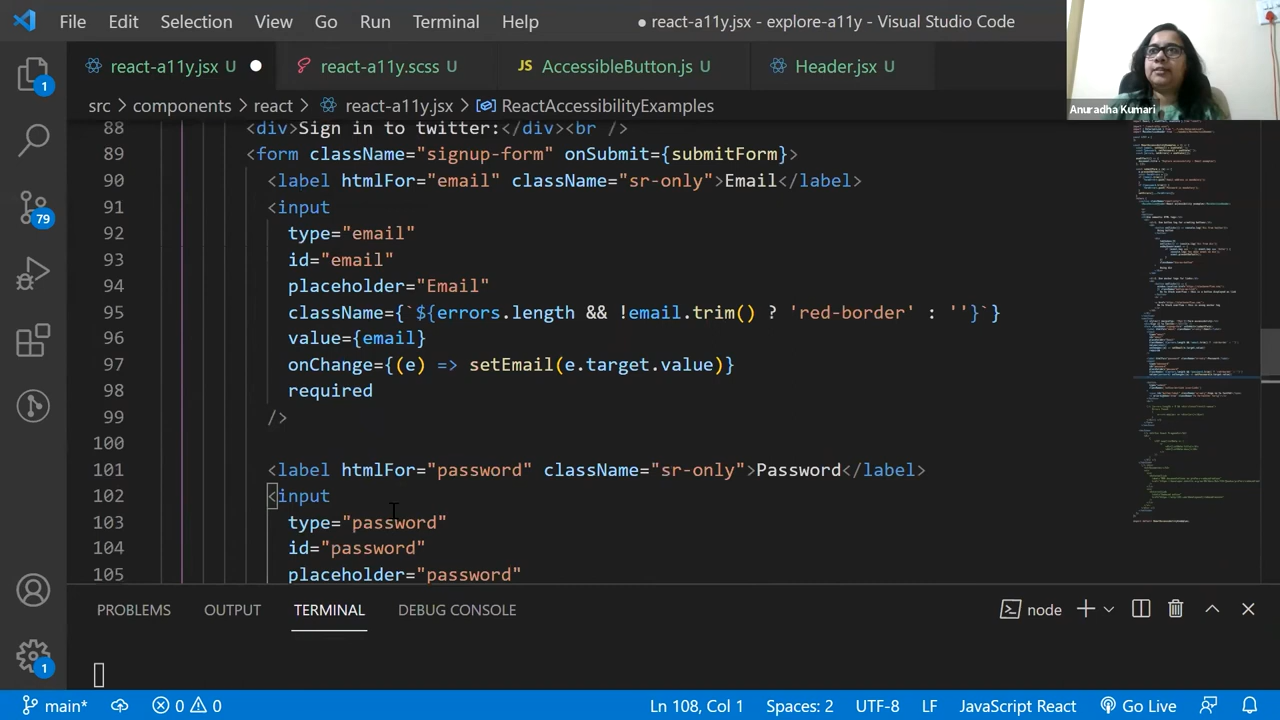 File Edit Selection View Go Run Terminal Help
● react-a11y.jsx - explore-a11y - Visual Studio Code
react-a11y.jsx U
react-a11y.scss U
JS AccessibleButton.js U
Header.jsx U
src > components > react > react-a11y.jsx > ReactAccessibilityExamples
Anuradha Kumari
88 <div>Sign in to twitter:</div><br />
89 <form classname="signup-form" onSubmit={submitForm}>
90 <label htmlFor="email" className="sr-only">Email</label>
91 <input
92 type="email"
93 id="email"
94 placeholder="Email"
95 className={`${errors.length && !email.trim() ? 'red-border' : ''}`}
96 value={email}
97 onChange={(e) => setEmail(e.target.value)}
98 required
99 />
100
101 <label htmlFor="password" className="sr-only">Password</label>
102 <input
103 type="password"
104 id="password"
105 placeholder="password"
1
79
1
PROBLEMS OUTPUT TERMINAL DEBUG CONSOLE
node
main* 0 0
Ln 108, Col 1 Spaces: 2 UTF-8 LF JavaScript React Go Live